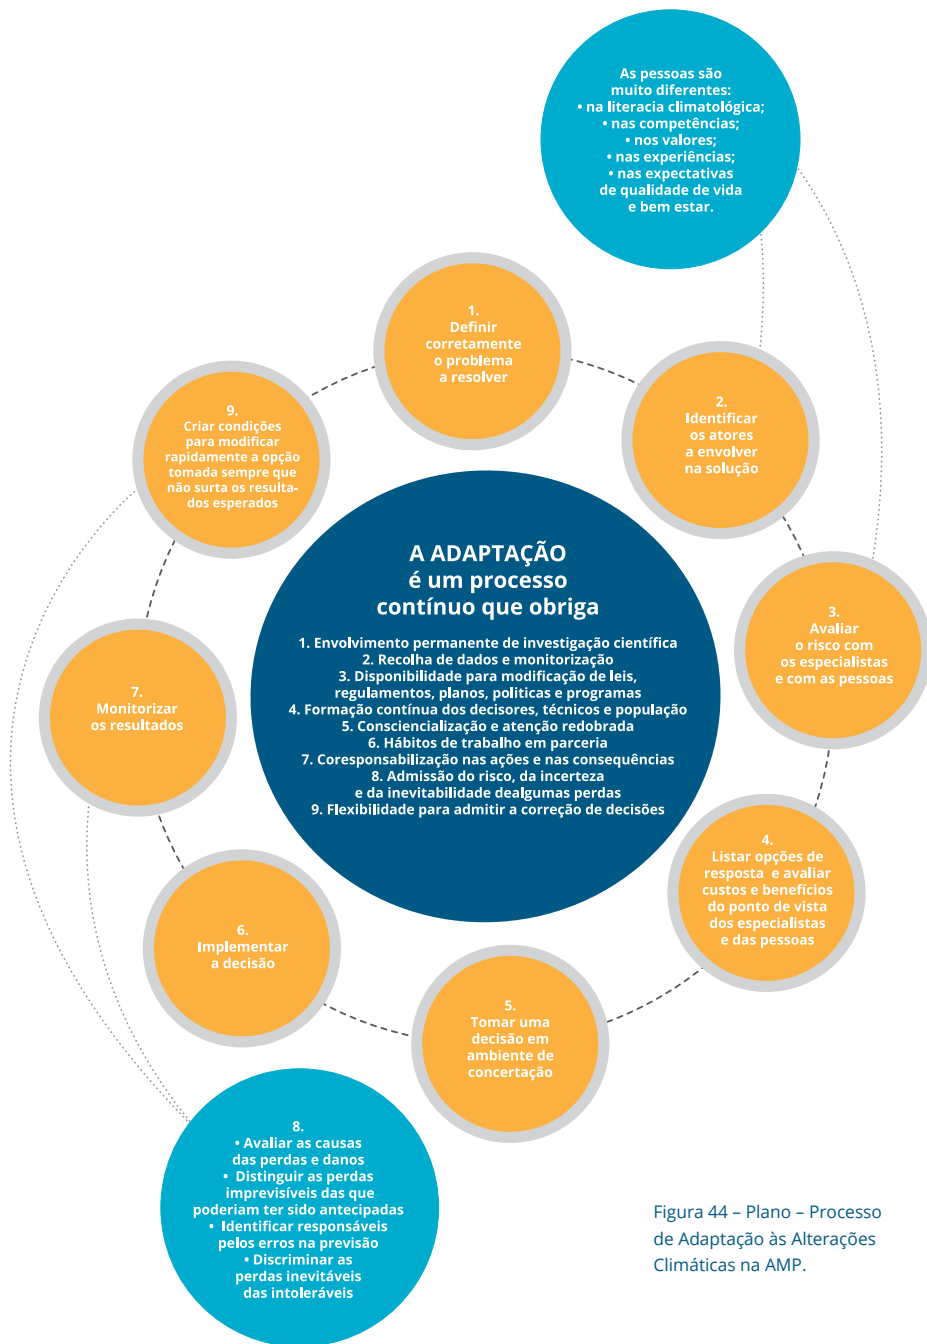 As pessoas são
muito diferentes:
• na literacia climatológica;
• nas competências;
• nos valores;
• nas experiências;
• nas expectativas
de qualidade de vida
e bem estar.
1.
Definir
corretamente
o problema
a resolver
2.
Identificar
os atores
a envolver
na solução
3.
Avaliar
o risco com
os especialistas
e com as pessoas
4.
Listar opções de
resposta e avaliar
custos e benefícios
do ponto de vista
dos especialistas
e das pessoas
5.
Tomar uma
decisão em
ambiente de
concertação
6.
Implementar
a decisão
7.
Monitorizar
os resultados
8.
• Avaliar as causas
das perdas e danos
• Distinguir as perdas
imprevisíveis das que
poderiam ter sido antecipadas
• Identificar responsáveis
pelos erros na previsão
• Discriminar as
perdas inevitáveis
das intoleráveis
9.
Criar condições
para modificar
rapidamente a opção
tomada sempre que
não surta os resulta-
dos esperados
A ADAPTAÇÃO
é um processo
contínuo que obriga
1. Envolvimento permanente de investigação científica
2. Recolha de dados e monitorização
3. Disponibilidade para modificação de leis,
regulamentos, planos, politicas e programas
4. Formação contínua dos decisores, técnicos e população
5. Consciencialização e atenção redobrada
6. Hábitos de trabalho em parceria
7. Coresponsabilização nas ações e nas consequências
8. Admissão do risco, da incerteza
e da inevitabilidade dealgumas perdas
9. Flexibilidade para admitir a correção de decisões
Figura 44 – Plano – Processo
de Adaptação às Alterações
Climáticas na AMP.